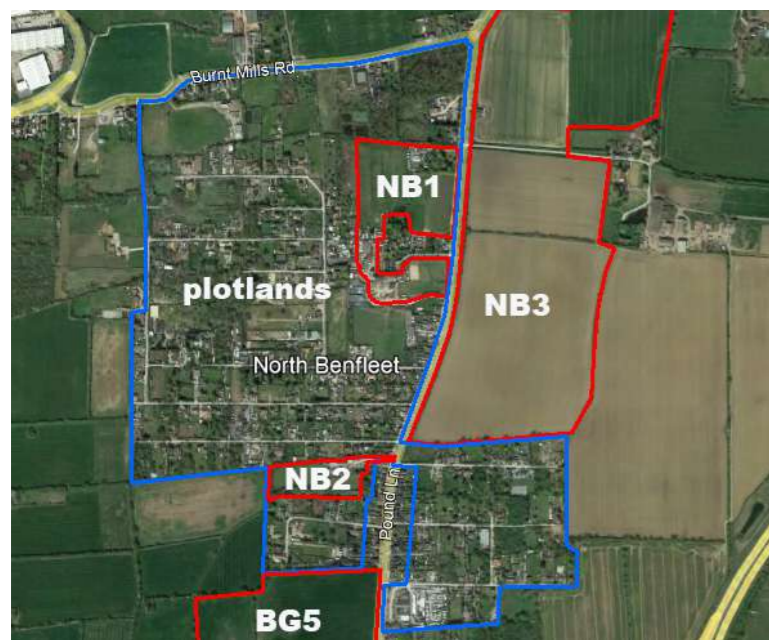 Burnt Mills Rd
NB1
plotlands
NB3
North Benfleet
NB2
Pound Ln
BG5